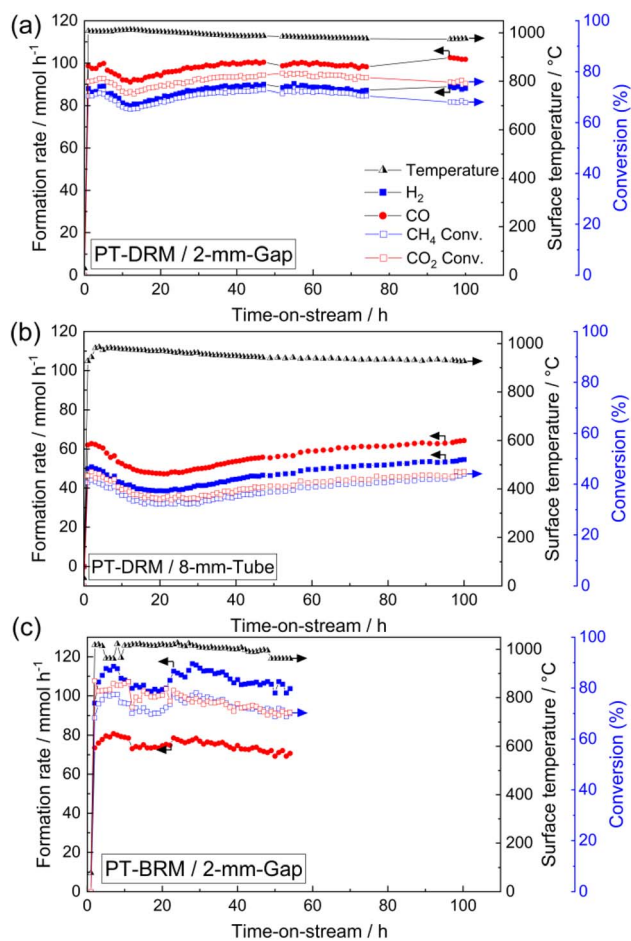 (a)
120
100
80
60
40
20
0
Formation rate / mmol h⁻¹
1000
800
600
400
200
0
Surface temperature / °C
100
80
60
40
20
0
Conversion (%)
Temperature
H₂
CO
CH₄ Conv.
CO₂ Conv.
PT-DRM / 2-mm-Gap
0 20 40 60 80 100
Time-on-stream / h
(b)
120
100
80
60
40
20
0
Formation rate / mmol h⁻¹
1000
800
600
400
200
0
Surface temperature / °C
100
80
60
40
20
0
Conversion (%)
PT-DRM / 8-mm-Tube
0 20 40 60 80 100
Time-on-stream / h
(c)
120
100
80
60
40
20
0
Formation rate / mmol h⁻¹
1000
800
600
400
200
0
Surface temperature / °C
100
80
60
40
20
0
Conversion (%)
PT-BRM / 2-mm-Gap
0 20 40 60 80 100
Time-on-stream / h